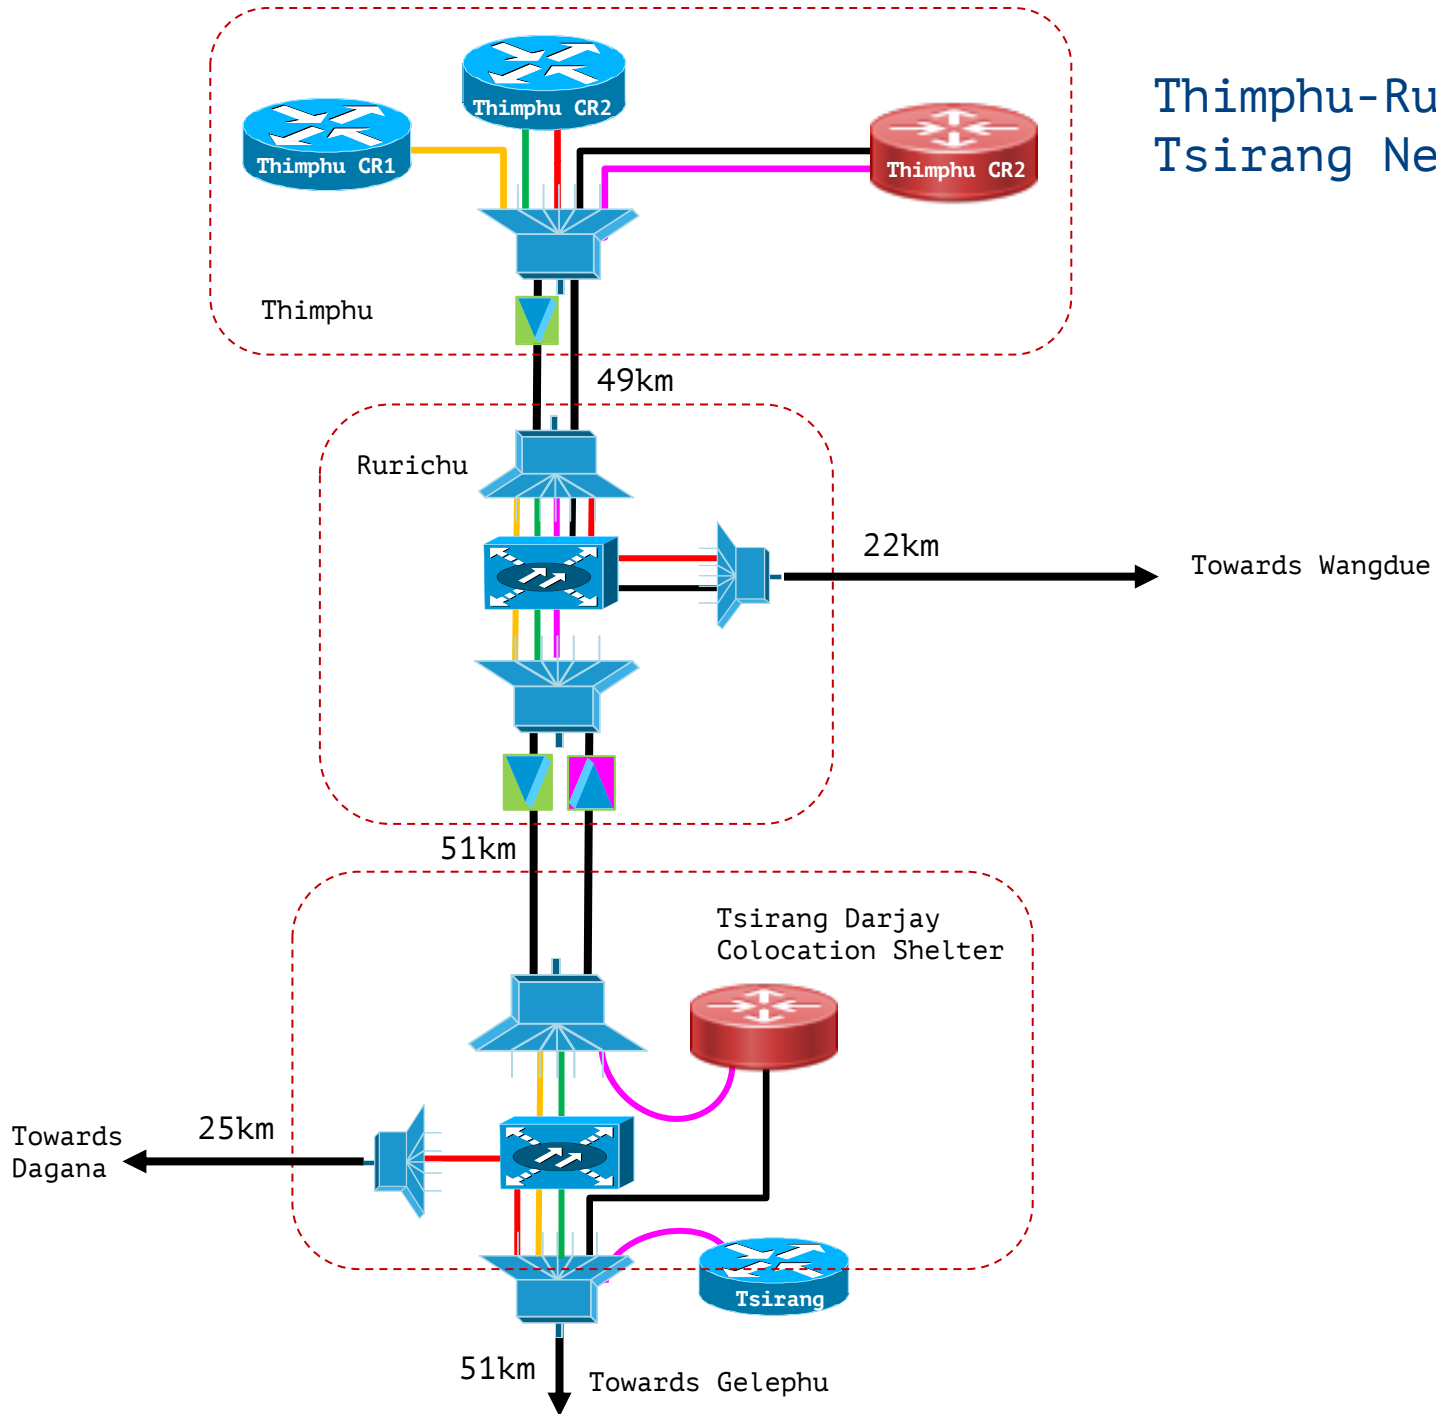 Thimphu-Ru
Tsirang Ne
Thimphu CR2
Thimphu CR1
Thimphu CR2
Thimphu
49km
Rurichu
22km
Towards Wangdue
51km
Tsirang Darjay
Colocation Shelter
25km
Towards
Dagana
Tsirang
51km
Towards Gelephu